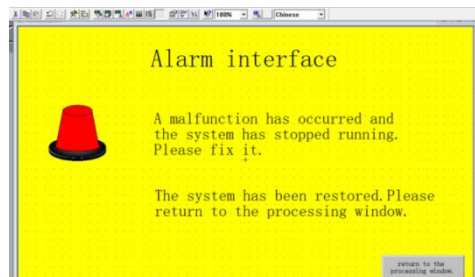 100%
Chinese
Alarm interface
A malfunction has occurred and
the system has stopped running.
Please fix it.
The system has been restored.Please
return to the processing window.
return to the
processing window.